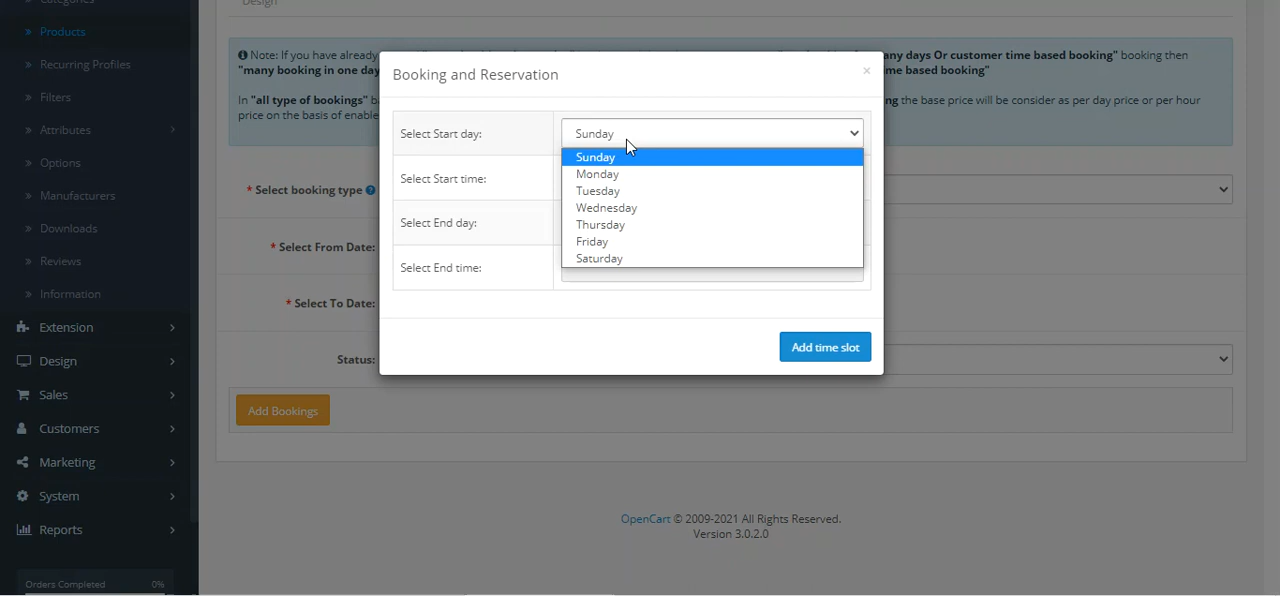 Categories
Products
Recurring Profiles
Filters
Attributes
Options
Manufacturers
Downloads
Reviews
Information
Extension
Design
Sales
Customers
Marketing
System
Reports
Orders Completed 0%
Design
Note: If you have already any days Or customer time based booking" booking then
"many booking in one day time based booking"
In "all type of bookings" ba g the base price will be consider as per day price or per hour
price on the basis of enable
* Select booking type
* Select From Date:
* Select To Date:
Status:
Add Bookings
Booking and Reservation
×
Select Start day: Sunday
Sunday
Monday
Tuesday
Wednesday
Thursday
Friday
Saturday
Select Start time:
Select End day:
Select End time:
Add time slot
OpenCart © 2009-2021 All Rights Reserved.
Version 3.0.2.0